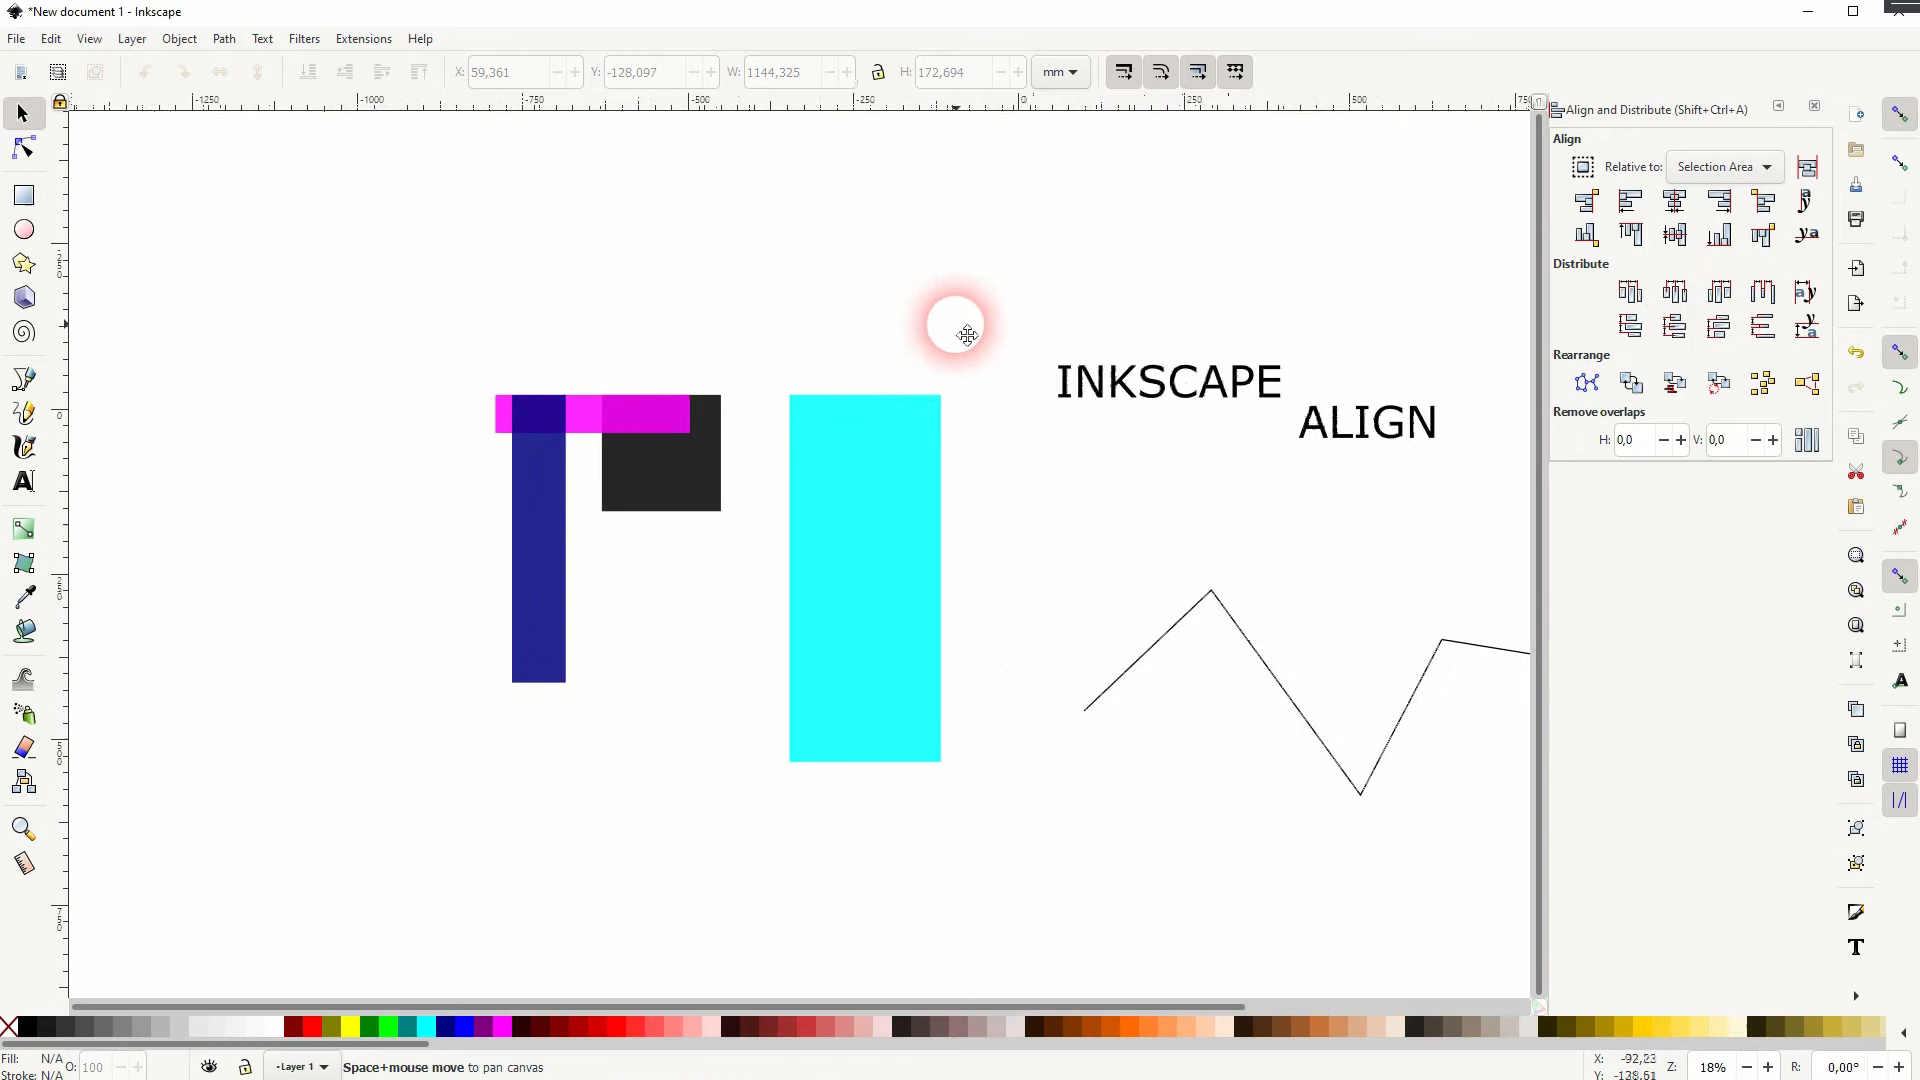 *New document 1 - Inkscape
File Edit View Layer Object Path Text Filters Extensions Help
X: 59,361 Y: -128,097 W: 1144,325 H: 172,694 mm
-1250 -1000 -750 -500 -250 0 250 500 750
Align and Distribute (Shift+Ctrl+A)
Align
Relative to: Selection Area
Distribute
Rearrange
Remove overlaps
H: 0,0 V: 0,0
INKSCAPE
ALIGN
Fill: N/A
Stroke: N/A
O: 100
Layer 1
Space+mouse move to pan canvas
X: -92,23
Y: -128,61
Z: 18%
R: 0,00°